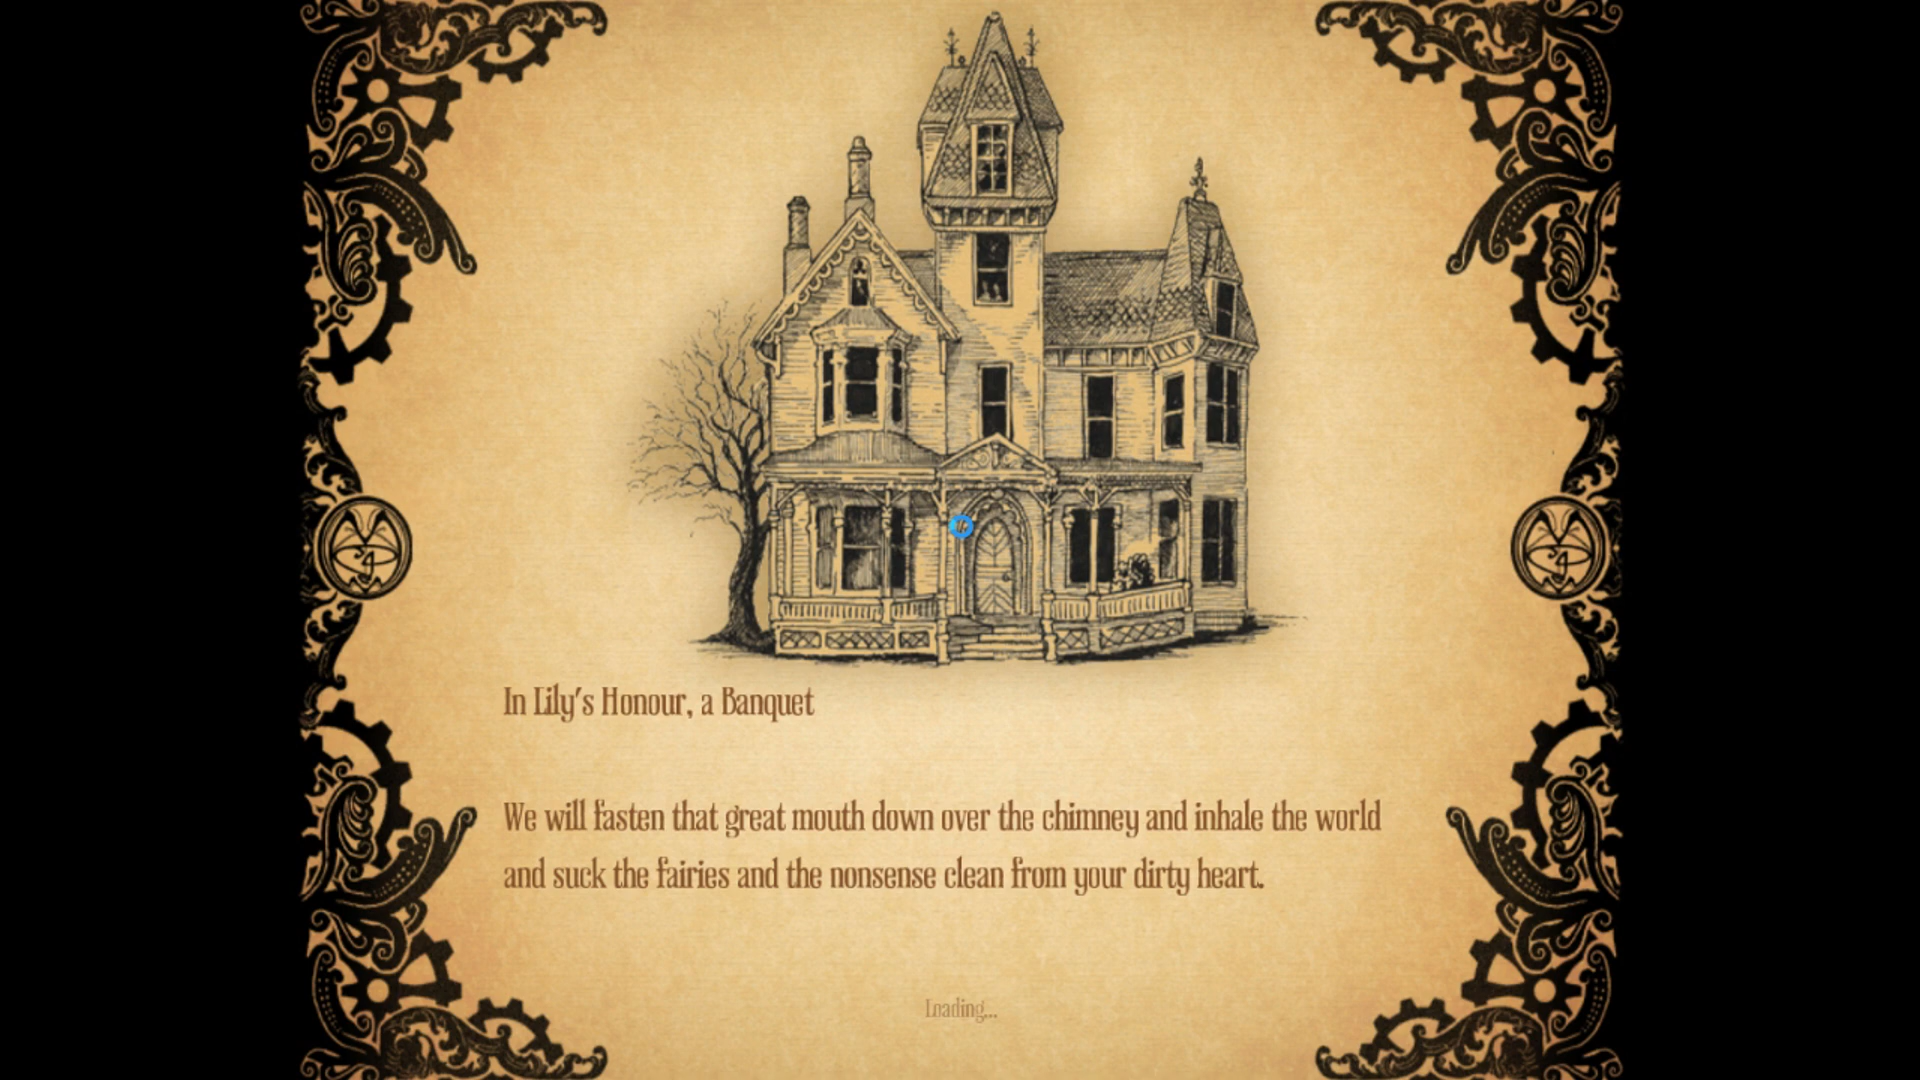 In Lily's Honour, a Banquet
We will fasten that great mouth down over the chimney and inhale the world
and suck the fairies and the nonsense clean from your dirty heart.
Loading...